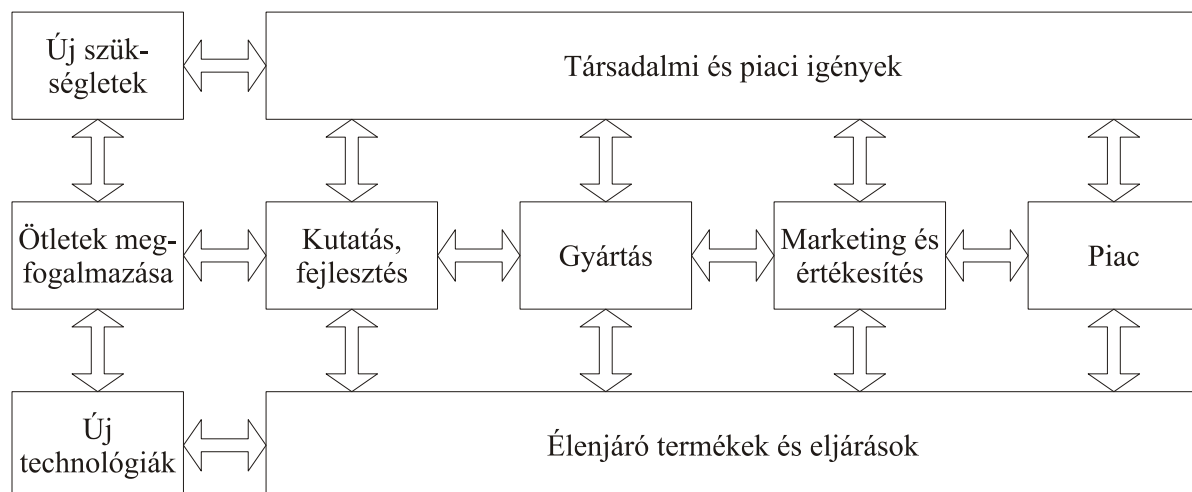 Új szük-
ségletek
Társadalmi és piaci igények
Ötletek meg-
fogalmazása
Kutatás,
fejlesztés
Gyártás
Marketing és
értékesítés
Piac
Új
technológiák
Élenjáró termékek és eljárások